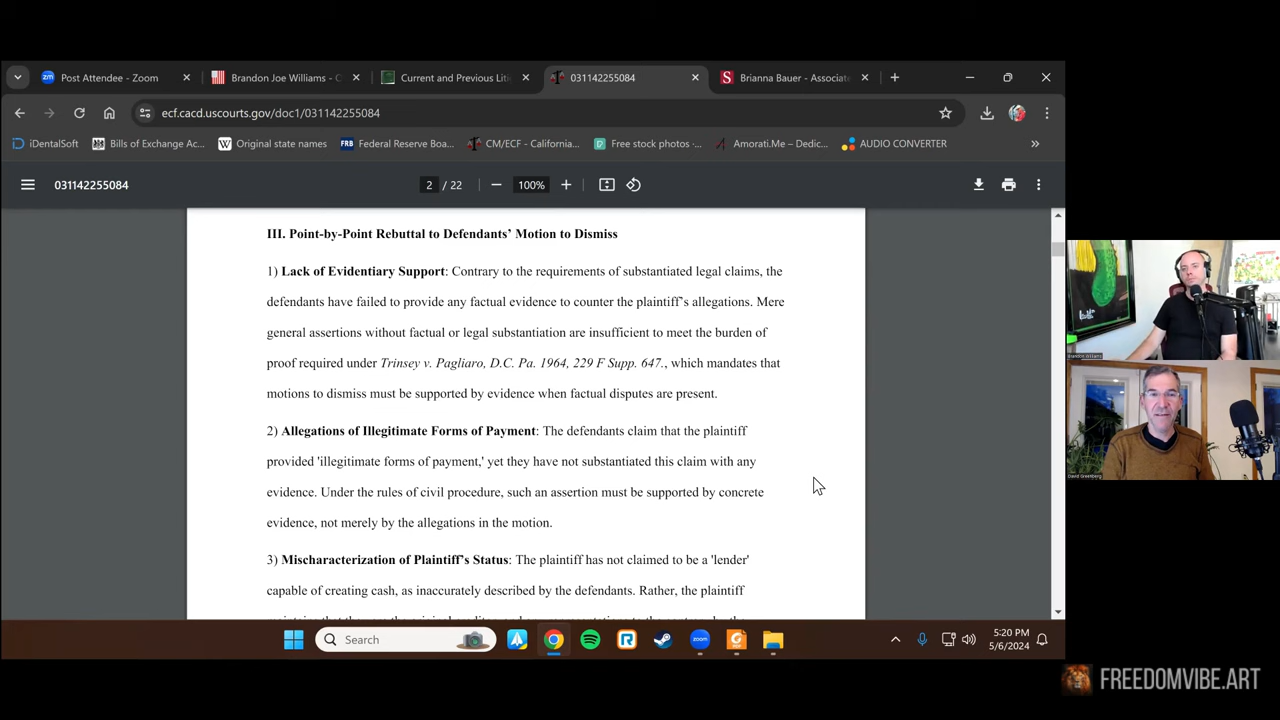 Post Attendee - Zoom
Brandon Joe Williams - C
Current and Previous Liti
031142255084
Brianna Bauer - Associate
ecf.cacd.uscourts.gov/doc1/031142255084
iDentalSoft
Bills of Exchange Ac...
Original state names
Federal Reserve Boa...
CM/ECF - California...
Free stock photo ·...
Amorati.Me – Dedic...
AUDIO CONVERTER
031142255084
2 / 22
100%
III. Point-by-Point Rebuttal to Defendants' Motion to Dismiss
1) Lack of Evidentiary Support: Contrary to the requirements of substantiated legal claims, the
defendants have failed to provide any factual evidence to counter the plaintiff's allegations. Mere
general assertions without factual or legal substantiation are insufficient to meet the burden of
proof required under Trinsey v. Pagliaro, D.C. Pa. 1964, 229 F Supp. 647., which mandates that
motions to dismiss must be supported by evidence when factual disputes are present.
2) Allegations of Illegitimate Forms of Payment: The defendants claim that the plaintiff
provided 'illegitimate forms of payment,' yet they have not substantiated this claim with any
evidence. Under the rules of civil procedure, such an assertion must be supported by concrete
evidence, not merely by the allegations in the motion.
3) Mischaracterization of Plaintiff's Status: The plaintiff has not claimed to be a 'lender'
capable of creating cash, as inaccurately described by the defendants. Rather, the plaintiff
Brandon Williams
David Greenberg
Search
5:20 PM
5/6/2024
FREEDOMVIBE.ART